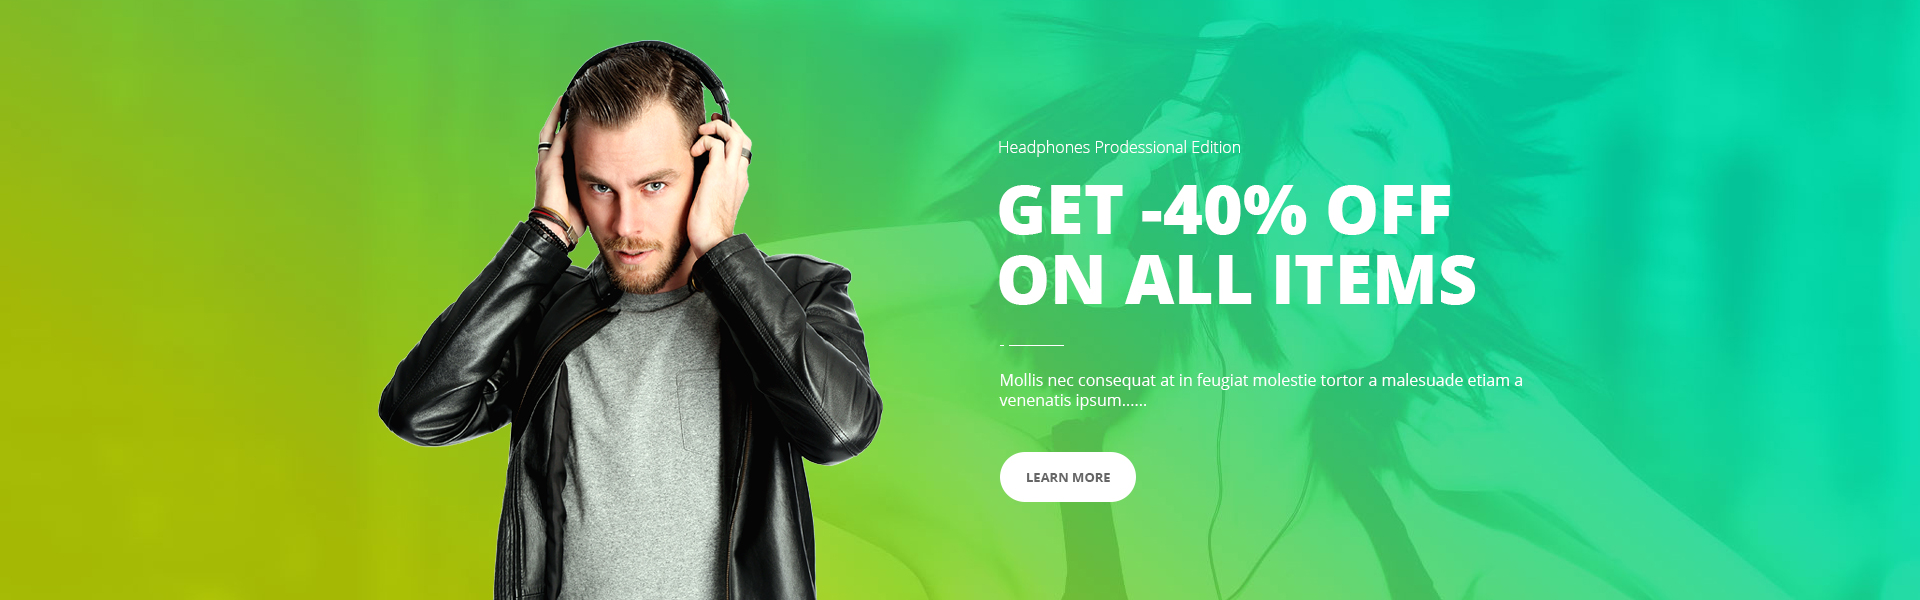 Headphones Prodessional Edition
GET -40% OFF
ON ALL ITEMS
Mollis nec consequat at in feugiat molestie tortor a malesuade etiam a
venenatis ipsum......
LEARN MORE